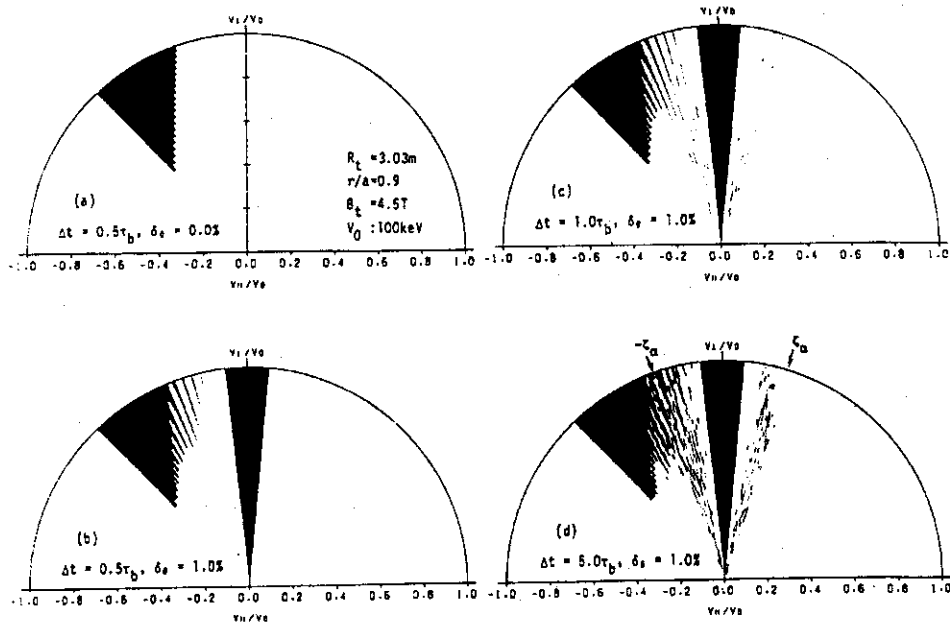 V⊥/V0
R_t =3.03m
r/a=0.9
B_t =4.5T
V_0 :100keV
(a)
Δt = 0.5τ_b, δ_e = 0.0%
-1.0 -0.8 -0.6 -0.4 -0.2 0.0 0.2 0.4 0.6 0.8 1.0
V∥/V0
V⊥/V0
(c)
Δt = 1.0τ_b, δ_e = 1.0%
-1.0 -0.8 -0.6 -0.4 -0.2 0.0 0.2 0.4 0.6 0.8 1.0
V∥/V0
V⊥/V0
(b)
Δt = 0.5τ_b, δ_e = 1.0%
-1.0 -0.8 -0.6 -0.4 -0.2 0.0 0.2 0.4 0.6 0.8 1.0
V∥/V0
-ζ_α V⊥/V0 ζ_α
(d)
Δt = 5.0τ_b, δ_e = 1.0%
-1.0 -0.8 -0.6 -0.4 -0.2 0.0 0.2 0.4 0.6 0.8 1.0
V∥/V0